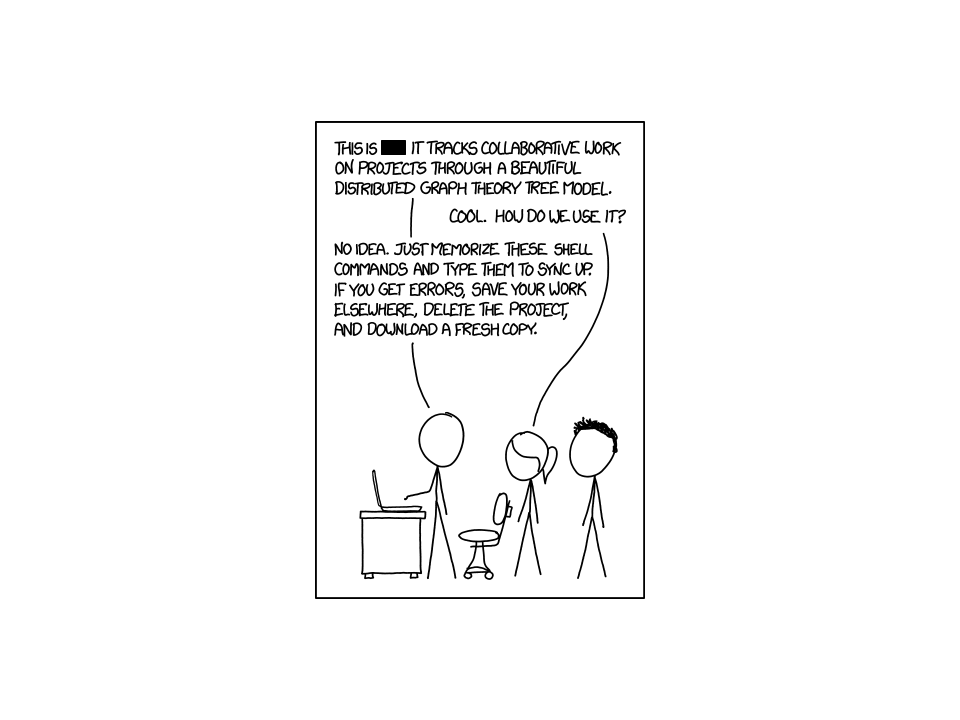 THIS IS IT TRACKS COLLABORATIVE WORK
ON PROJECTS THROUGH A BEAUTIFUL
DISTRIBUTED GRAPH THEORY TREE MODEL.
COOL. HOW DO WE USE IT?
NO IDEA. JUST MEMORIZE THESE SHELL
COMMANDS AND TYPE THEM TO SYNC UP.
IF YOU GET ERRORS, SAVE YOUR WORK
ELSEWHERE, DELETE THE PROJECT,
AND DOWNLOAD A FRESH COPY.